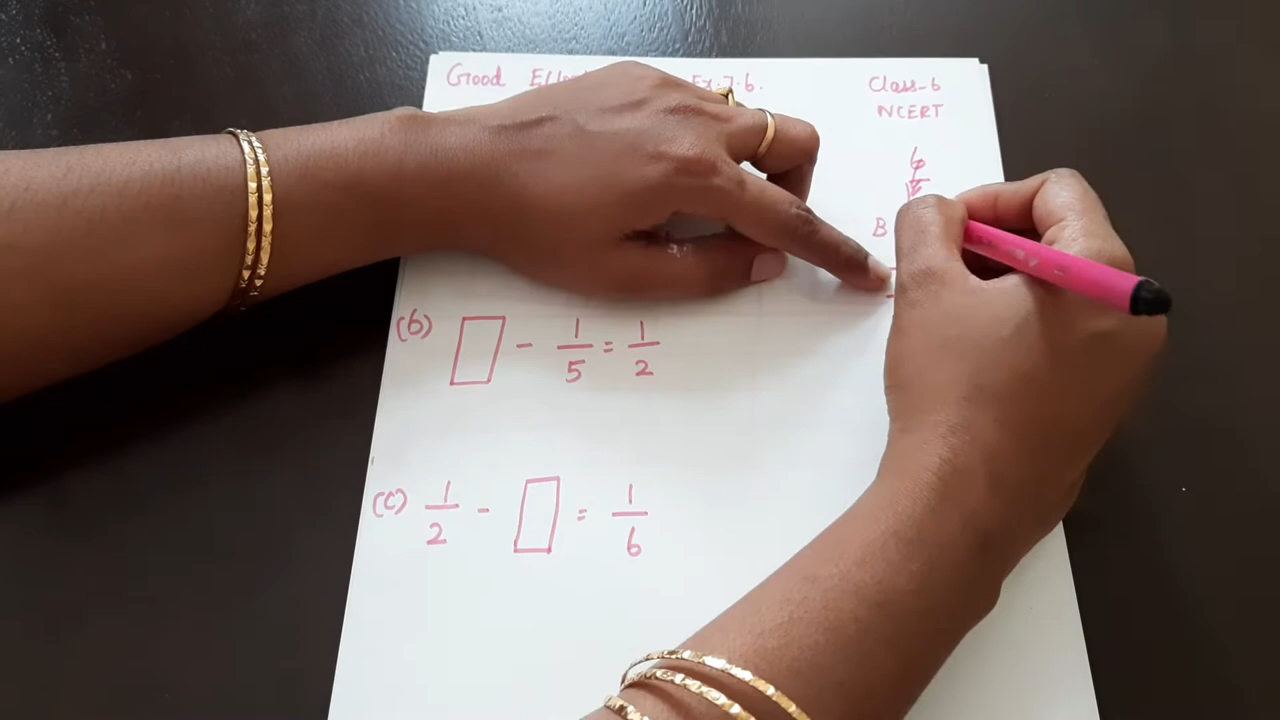 Good Ex.7.6.
Class-6
NCERT
B
(b) □ - 1/5 = 1/2
(c) 1/2 - □ = 1/6